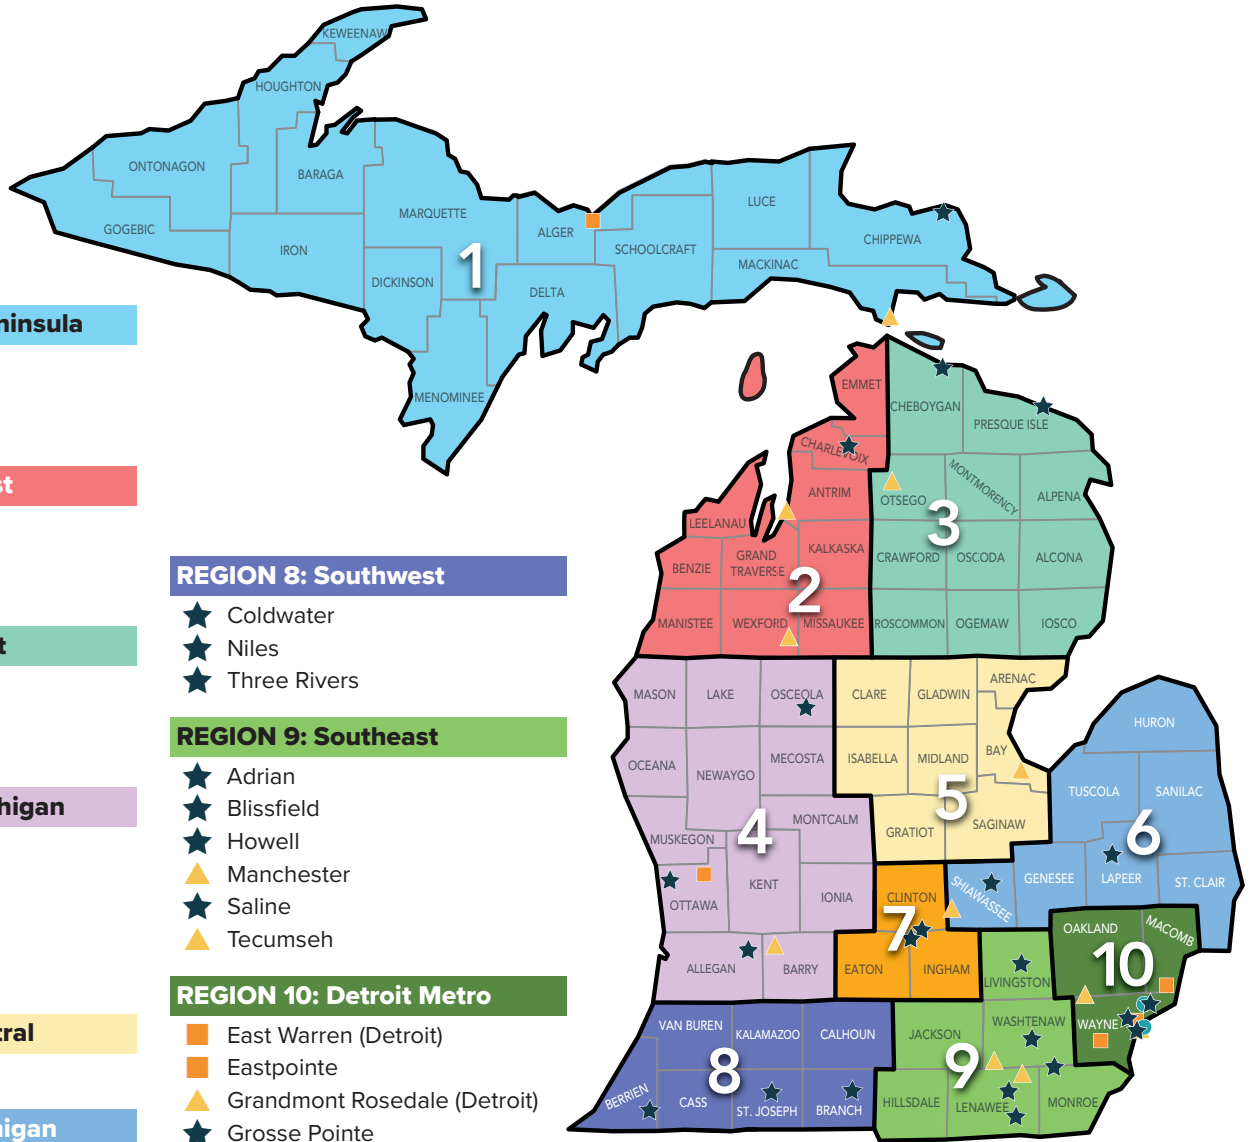 KEWEENAW
HOUGHTON
ONTONAGON
BARAGA
GOGEBIC
MARQUETTE
IRON
ALGER
LUCE
CHIPPEWA
SCHOOLCRAFT
MACKINAC
DICKINSON
1
DELTA
MENOMINEE
ninsula
EMMET
CHEBOYGAN
PRESQUE ISLE
CHARLEVOIX
st
ANTRIM
OTSEGO
MONTMORENCY
ALPENA
3
LEELANAU
KALKASKA
GRAND
TRAVERSE
BENZIE
CRAWFORD
OSCODA
ALCONA
2
MANISTEE
WEXFORD
MISSAUKEE
ROSCOMMON
OGEMAW
IOSCO
t
REGION 8: Southwest
Coldwater
Niles
Three Rivers
REGION 9: Southeast
Adrian
Blissfield
Howell
Manchester
Saline
Tecumseh
REGION 10: Detroit Metro
East Warren (Detroit)
Eastpointe
Grandmont Rosedale (Detroit)
Grosse Pointe
higan
tral
igan
MASON
LAKE
OSCEOLA
CLARE
GLADWIN
ARENAC
HURON
OCEANA
NEWAYGO
MECOSTA
ISABELLA
MIDLAND
BAY
TUSCOLA
SANILAC
5
MUSKEGON
MONTCALM
GRATIOT
SAGINAW
4
6
OTTAWA
KENT
IONIA
CLINTON
SHIAWASSEE
GENESEE
LAPEER
ST. CLAIR
7
ALLEGAN
BARRY
EATON
INGHAM
LIVINGSTON
OAKLAND
MACOMB
10
VAN BUREN
KALAMAZOO
CALHOUN
JACKSON
WASHTENAW
WAYNE
8
9
BERRIEN
CASS
ST. JOSEPH
BRANCH
HILLSDALE
LENAWEE
MONROE